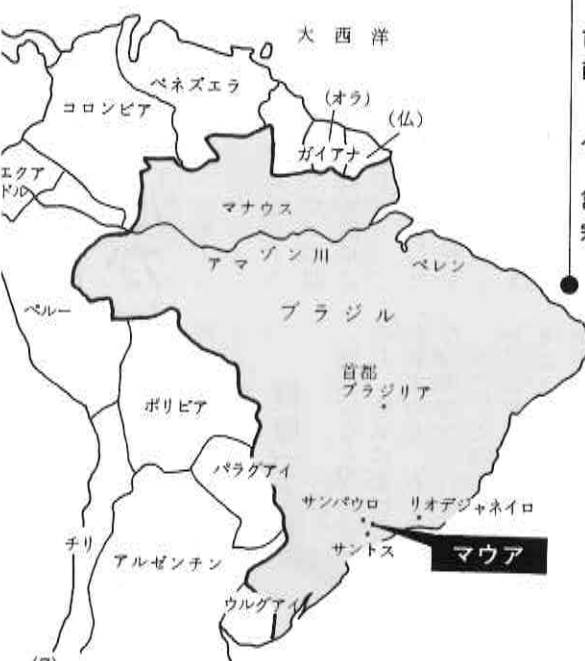 大西洋
ベネズエラ
コロンビア
(オラ)
(仏)
ガイアナ
エクア
ドル
マナウス
アマゾン川
ベレン
ペルー
ブラジル
首都
ブラジリア
ボリビア
パラグアイ
サンパウロ
リオデジャネイロ
チリ
アルゼンチン
サントス
マウア
ウルグアイ